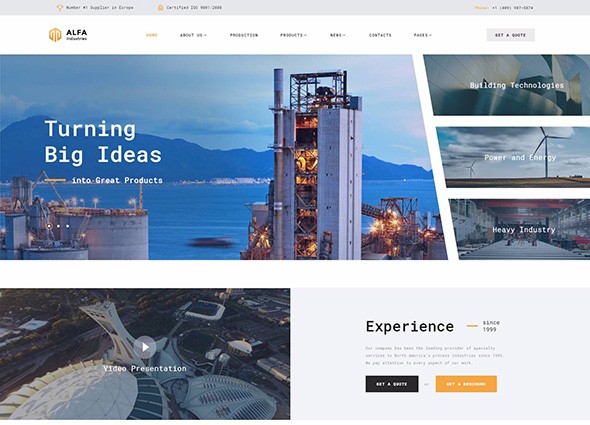 Number #1 Supplier in Europe
Certified ISO 9001:2008
Phone: +1 (409) 987-5874
ALFA
Industries
HOME
ABOUT US
PRODUCTION
PRODUCTS
NEWS
CONTACTS
PAGES
GET A QUOTE
Turning
Big Ideas
into Great Products
Building Technologies
Power and Energy
Heavy Industry
Video Presentation
Experience
since
1999
Our company has been the leading provider of specialty
services to North America's process industries since 1999.
We pay attention to every aspect of our work.
GET A QUOTE
or
GET A BROCHURE